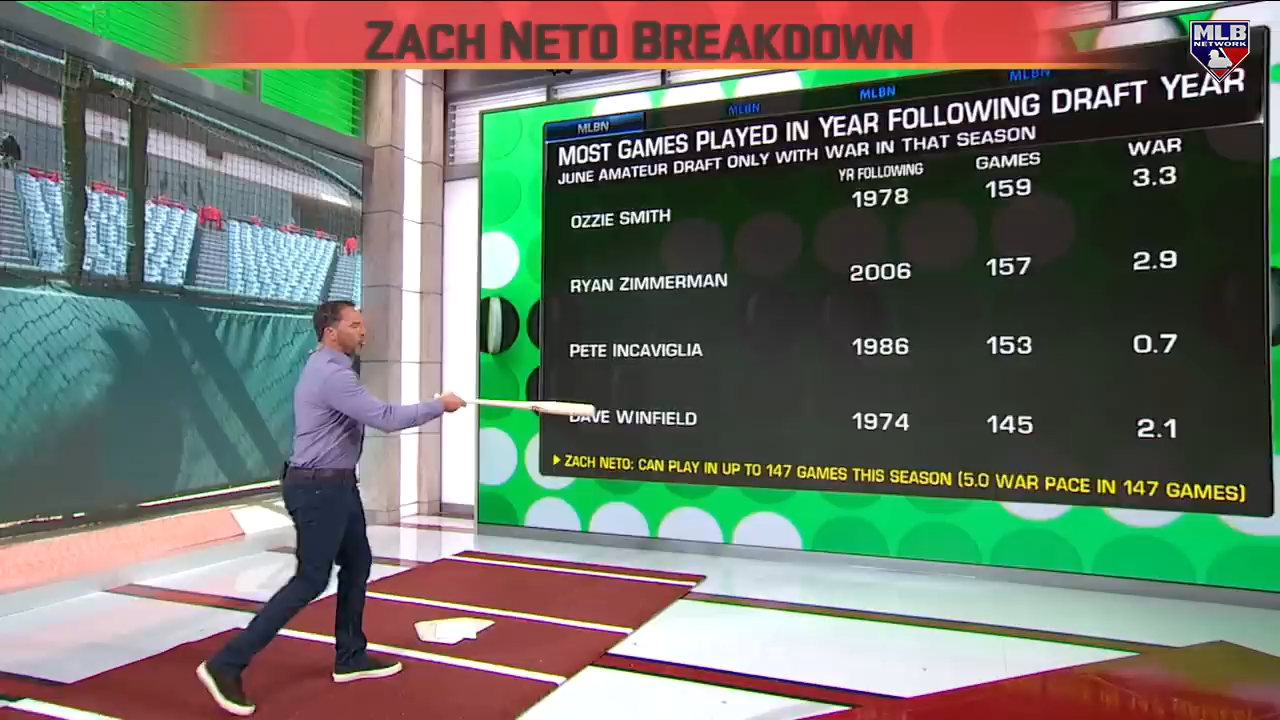 ZACH NETO BREAKDOWN
MLB
NETWORK
MLBN MLBN MLBN MLBN
MOST GAMES PLAYED IN YEAR FOLLOWING DRAFT YEAR
JUNE AMATEUR DRAFT ONLY WITH WAR IN THAT SEASON
YR FOLLOWING GAMES WAR
OZZIE SMITH 1978 159 3.3
RYAN ZIMMERMAN 2006 157 2.9
PETE INCAVIGLIA 1986 153 0.7
DAVE WINFIELD 1974 145 2.1
ZACH NETO: CAN PLAY IN UP TO 147 GAMES THIS SEASON (5.0 WAR PACE IN 147 GAMES)